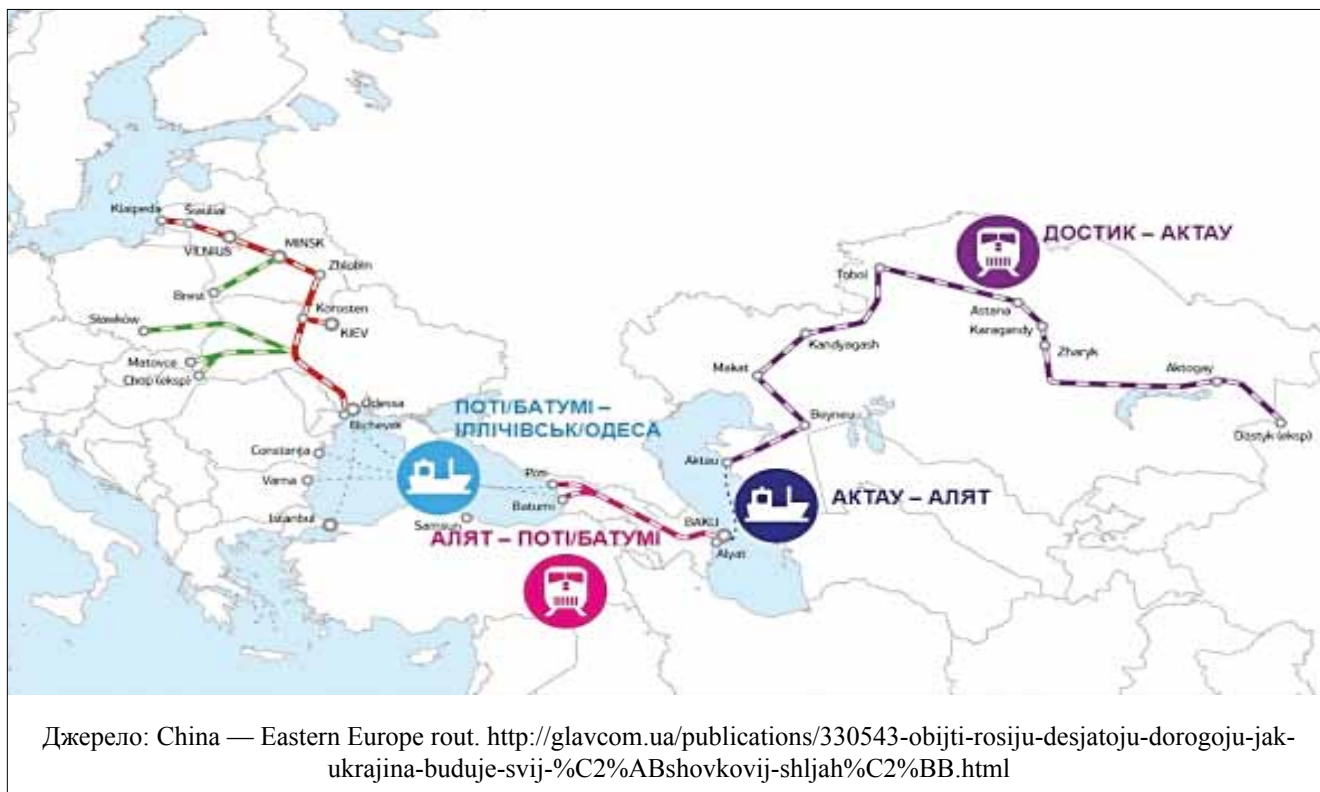 Klaipeda
Šiauliai
VILNIUS
MINSK
Zhlobin
Brest
Korosten
KIEV
Sławków
Matovce
Chop (eksp)
Odessa
Illichevsk
Constanța
Varna
Istanbul
Samsun
ПОТІ/БАТУМІ –
ІЛЛІЧІВСЬК/ОДЕСА
Poti
Batumi
АЛЯТ – ПОТІ/БАТУМІ
BAKU
Alyat
Aktau
АКТАУ – АЛЯТ
Beyneu
Makat
Kandyagash
Tobol
ДОСТИК – АКТАУ
Astana
Karagandy
Zharyk
Aktogay
Dostyk (eksp)
Джерело: China — Eastern Europe rout. http://glavcom.ua/publications/330543-obijti-rosiju-desjatoju-dorogoju-jak-
ukrajina-buduje-svij-%C2%ABshovkovij-shljah%C2%BB.html